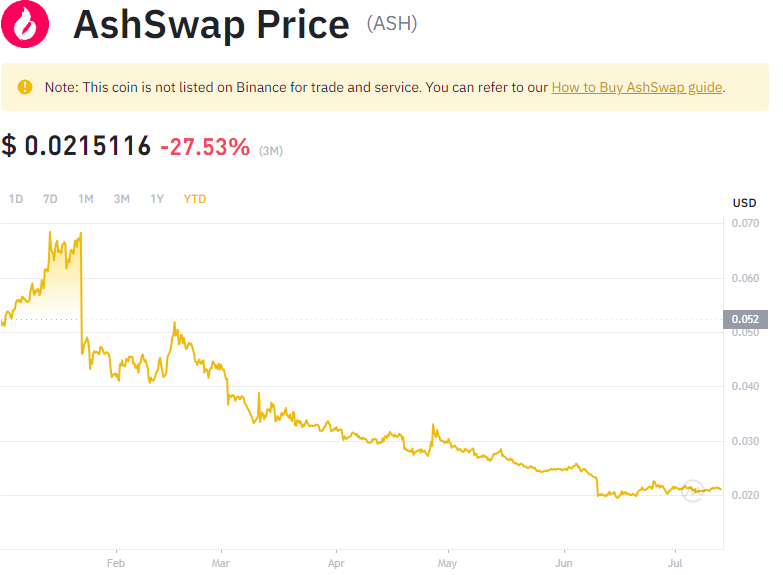 AshSwap Price (ASH)
Note: This coin is not listed on Binance for trade and service. You can refer to our How to Buy AshSwap guide.
$ 0.0215116 -27.53% (3M)
1D 7D 1M 3M 1Y YTD
USD
0.070
0.060
0.052
0.050
0.040
0.030
0.020
Feb Mar Apr May Jun Jul